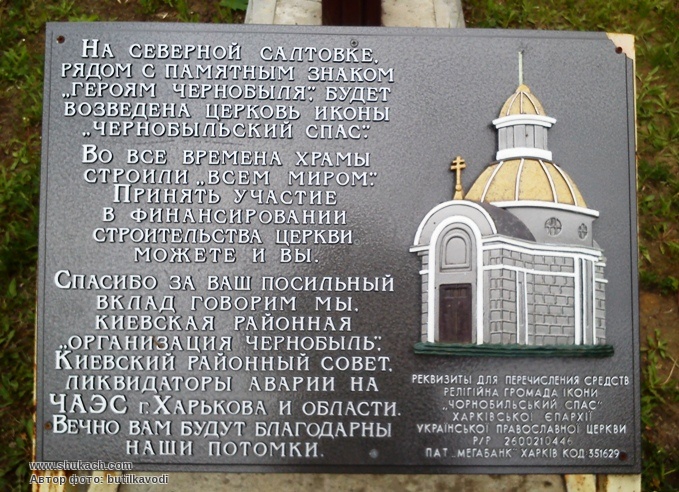 На северной Салтовке,
рядом с памятным знаком
„Героям Чернобыля", будет
возведена церковь иконы
„Чернобыльский Спас".
Во все времена храмы
строили „всем миром".
Принять участие
в финансировании
строительства церкви
можете и Вы.
Спасибо за ваш посильный
вклад говорим мы,
Киевская районная
„Организация Чернобыль",
Киевский районный совет,
ликвидаторы аварии на
ЧАЭС г.Харькова и области.
Вечно вам будут благодарны
наши потомки.
РЕКВИЗИТЫ ДЛЯ ПЕРЕЧИСЛЕНИЯ СРЕДСТВ
РЕЛІГІЙНА ГРОМАДА ІКОНИ
„ЧОРНОБИЛЬСЬКИЙ СПАС"
ХАРКІВСЬКОЇ ЄПАРХІЇ
УКРАЇНСЬКОЇ ПРАВОСЛАВНОЇ ЦЕРКВИ
Р/Р 2600210446
ПАТ „МЕГАБАНК" ХАРКІВ КОД 351629
www.shukach.com
Автор фото: butilkavodi